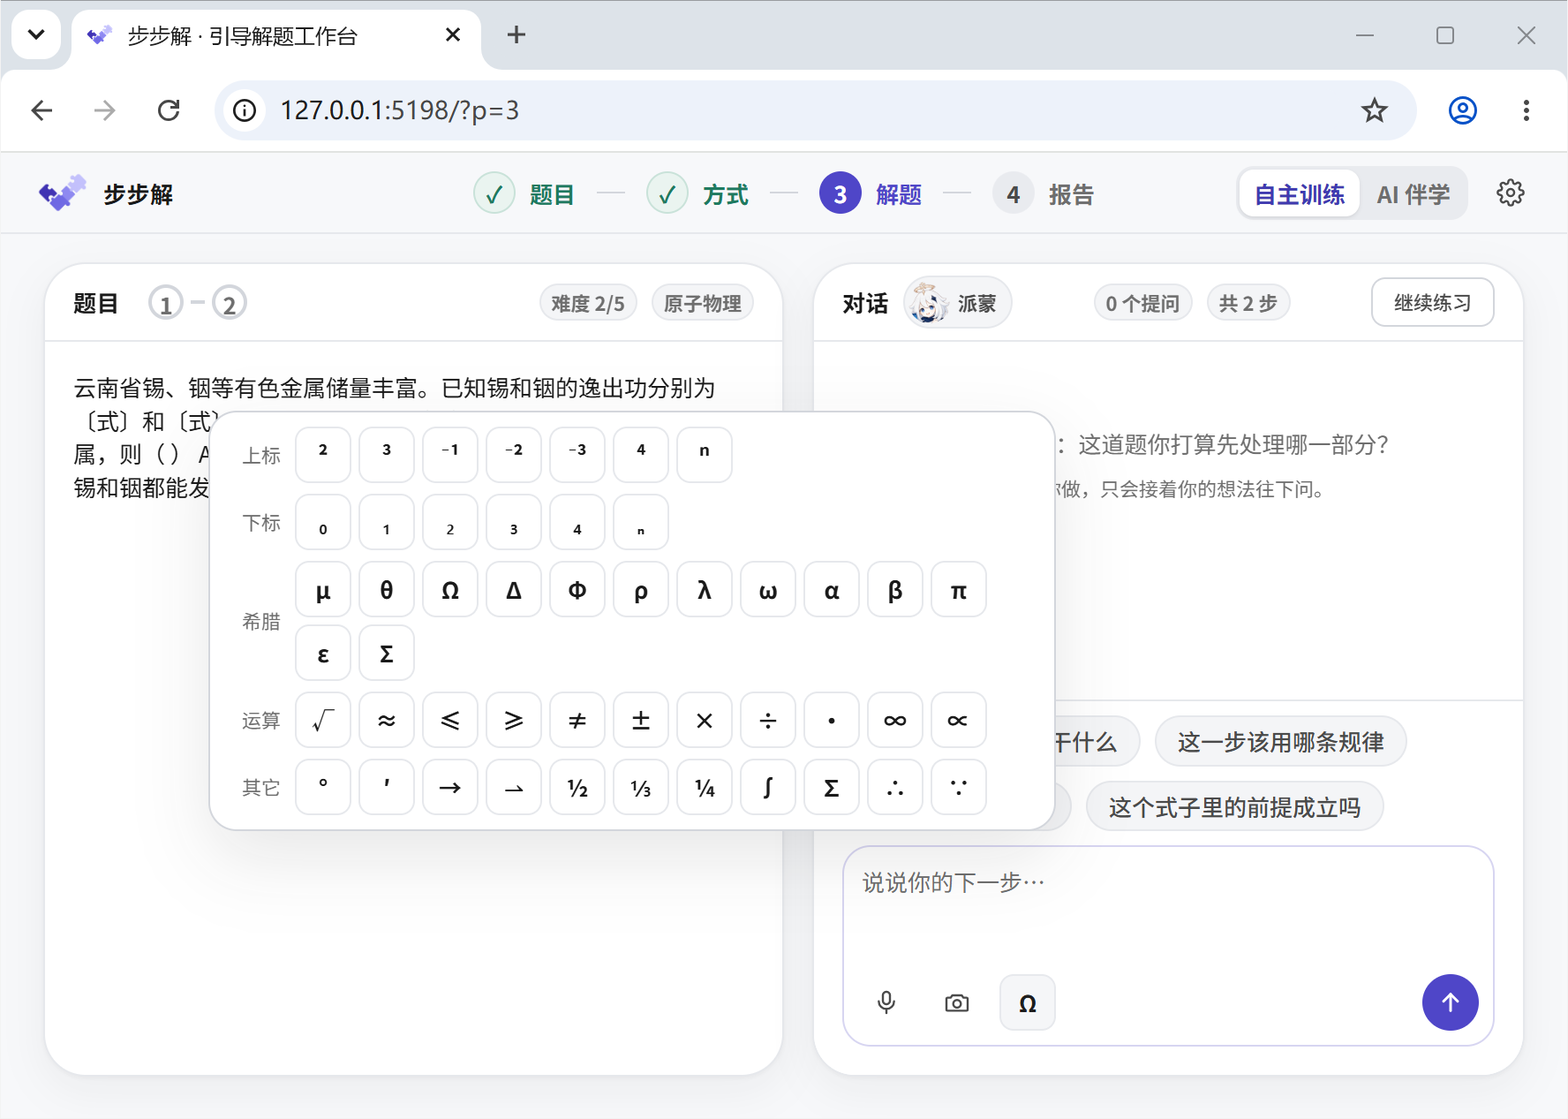 步步解 · 引导解题工作台
127.0.0.1:5198/?p=3
步步解
✓ 题目 — ✓ 方式 — 3 解题 — 4 报告
自主训练 AI 伴学
题目 1 – 2 难度 2/5 原子物理
云南省锡、铟等有色金属储量丰富。已知锡和铟的逸出功分别为
〔式〕和〔式〕
属，则（ ） A
锡和铟都能发
对话 派蒙 0 个提问 共 2 步 继续练习
：这道题你打算先处理哪一部分？
做，只会接着你的想法往下问。
上标 ² ³ ⁻¹ ⁻² ⁻³ ⁴ ⁿ
下标 ₀ ₁ ₂ ₃ ₄ ₙ
希腊 μ θ Ω Δ Φ ρ λ ω α β π
ε Σ
运算 √ ≈ ⩽ ⩾ ≠ ± × ÷ · ∞ ∝
其它 ° ′ → ⇀ ½ ⅓ ¼ ∫ Σ ∴ ∵
干什么 这一步该用哪条规律
这个式子里的前提成立吗
说说你的下一步…
Ω